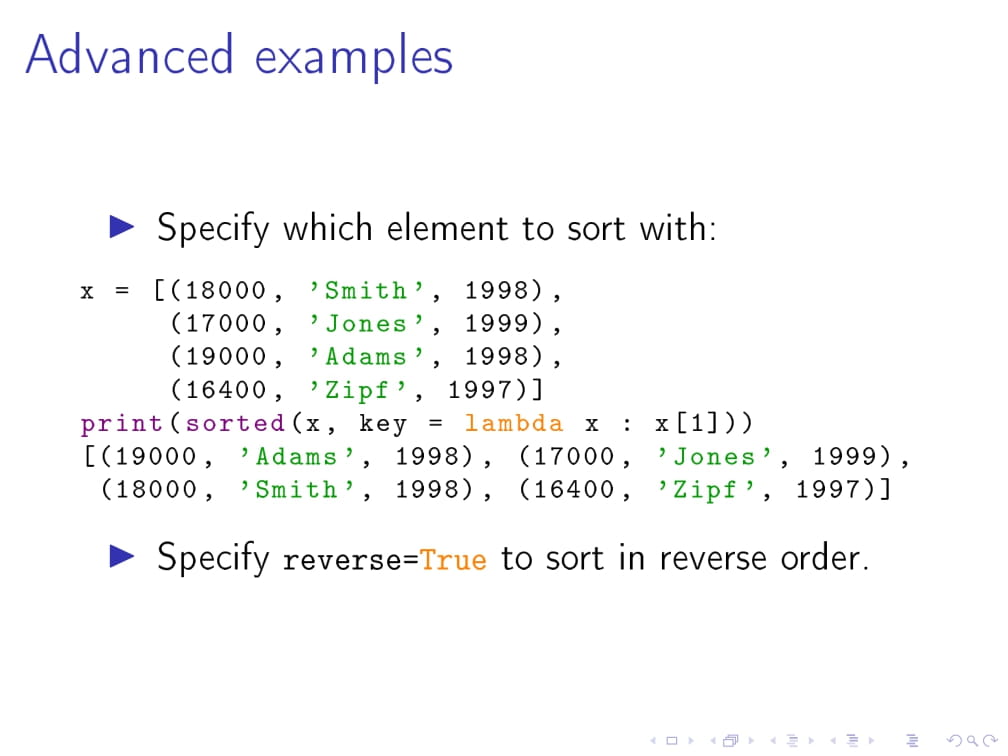 Advanced examples
▶ Specify which element to sort with:
x = [(18000, 'Smith', 1998),
(17000, 'Jones', 1999),
(19000, 'Adams', 1998),
(16400, 'Zipf', 1997)]
print(sorted(x, key = lambda x : x[1]))
[(19000, 'Adams', 1998), (17000, 'Jones', 1999),
(18000, 'Smith', 1998), (16400, 'Zipf', 1997)]
▶ Specify reverse=True to sort in reverse order.